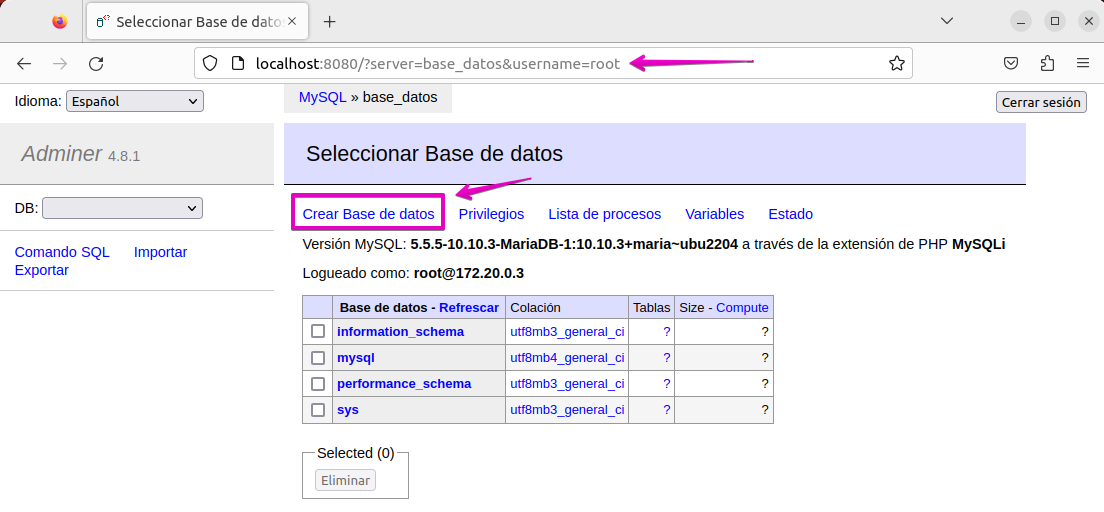 Seleccionar Base de datos
localhost:8080/?server=base_datos&username=root
Idioma: Español
MySQL » base_datos
Cerrar sesión
Adminer 4.8.1
Seleccionar Base de datos
DB:
Crear Base de datos Privilegios Lista de procesos Variables Estado
Comando SQL Importar
Exportar
Versión MySQL: 5.5.5-10.10.3-MariaDB-1:10.10.3+maria~ubu2204 a través de la extensión de PHP MySQLi
Logueado como: root@172.20.0.3
Base de datos - Refrescar Colación Tablas Size - Compute
information_schema utf8mb3_general_ci ? ?
mysql utf8mb4_general_ci ? ?
performance_schema utf8mb3_general_ci ? ?
sys utf8mb3_general_ci ? ?
Selected (0)
Eliminar